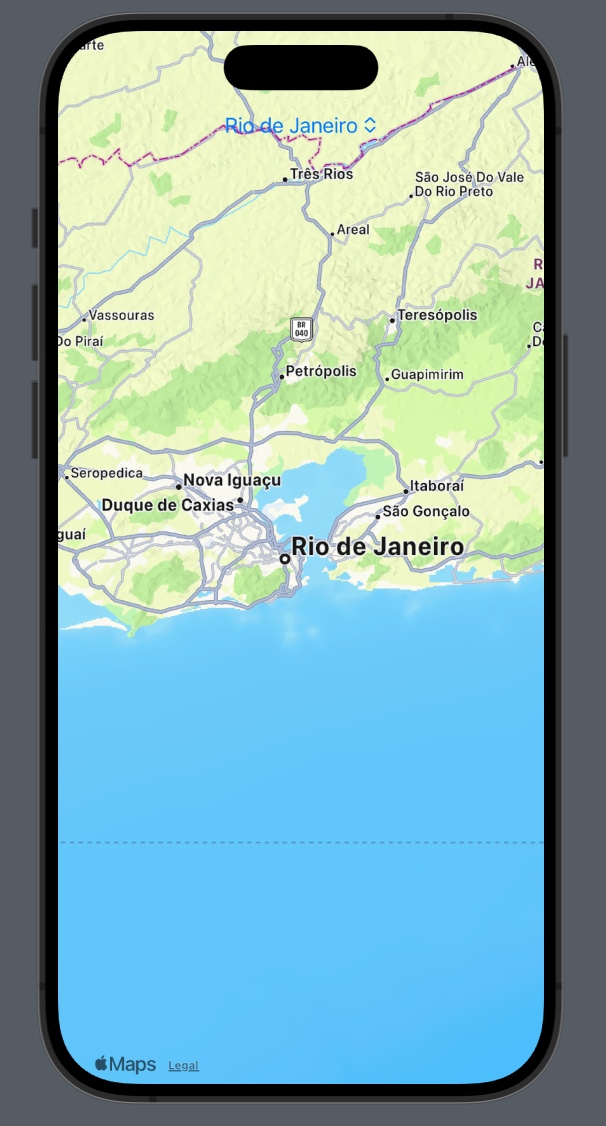 Rio de Janeiro
Três Rios
São José Do Vale
Do Rio Preto
Areal
Vassouras
Teresópolis
BR
040
Do Piraí
Petrópolis
Guapimirim
Seropedica
Nova Iguaçu
Itaboraí
Duque de Caxias
São Gonçalo
Rio de Janeiro
Maps
Legal